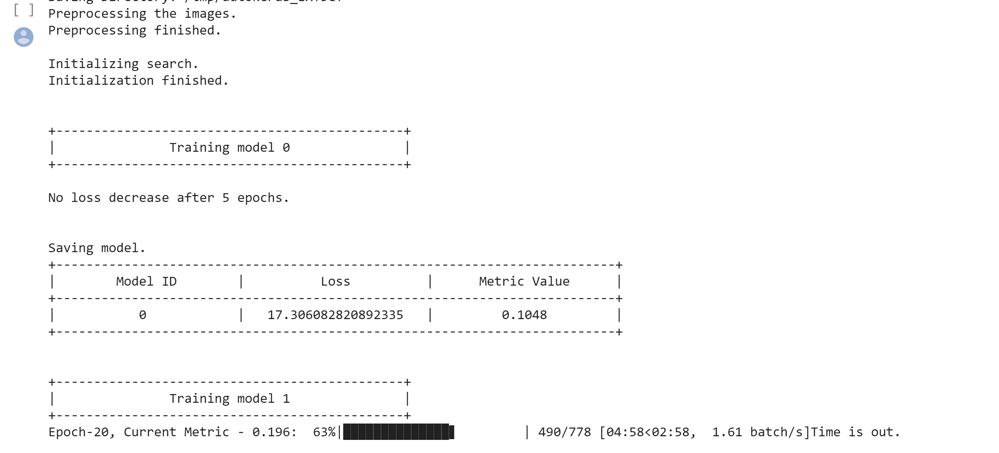 [ ]
Preprocessing the images.
Preprocessing finished.
Initializing search.
Initialization finished.
+----------------------------------------------+
|               Training model 0               |
+----------------------------------------------+
No loss decrease after 5 epochs.
Saving model.
+--------------------------------------------------------------------------+
|        Model ID        |          Loss          |      Metric Value      |
+--------------------------------------------------------------------------+
|           0            |   17.306082820892335   |         0.1048         |
+--------------------------------------------------------------------------+
+----------------------------------------------+
|               Training model 1               |
+----------------------------------------------+
Epoch-20, Current Metric - 0.196:  63%|██████████████▋         | 490/778 [04:58<02:58,  1.61 batch/s]Time is out.